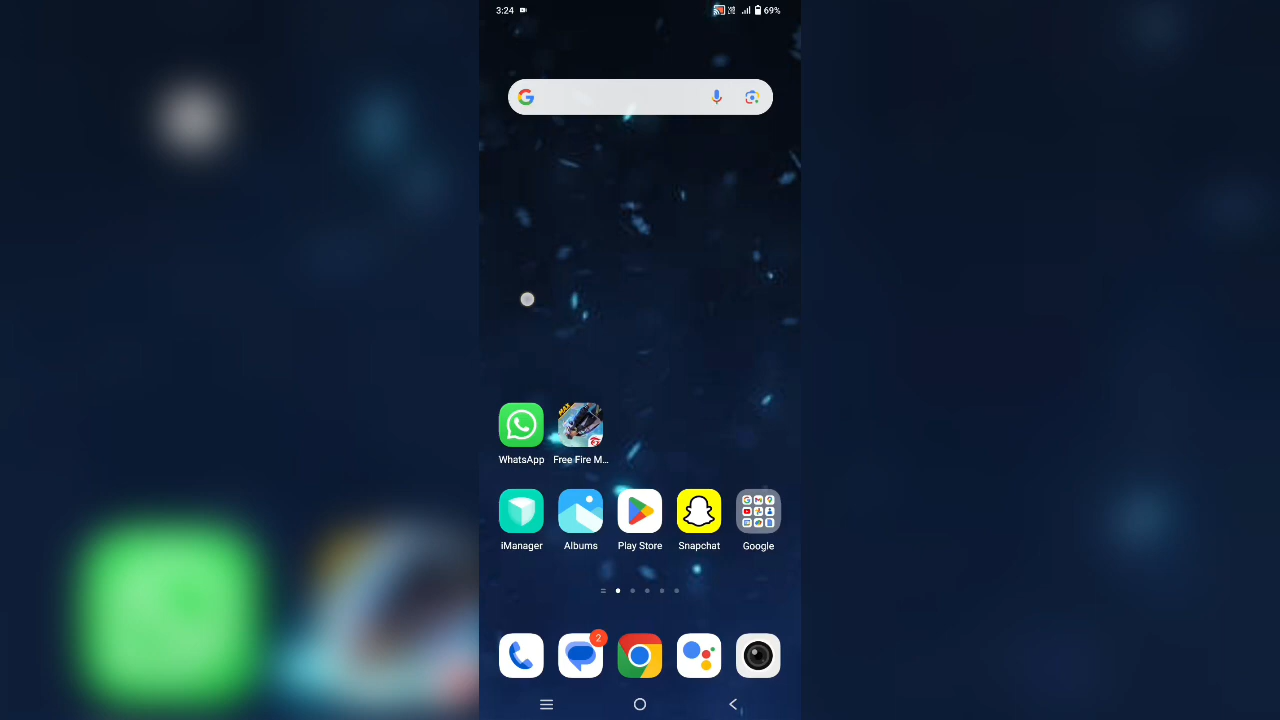 3:24 69%
WhatsApp Free Fire M...
iManager Albums Play Store Snapchat Google
2